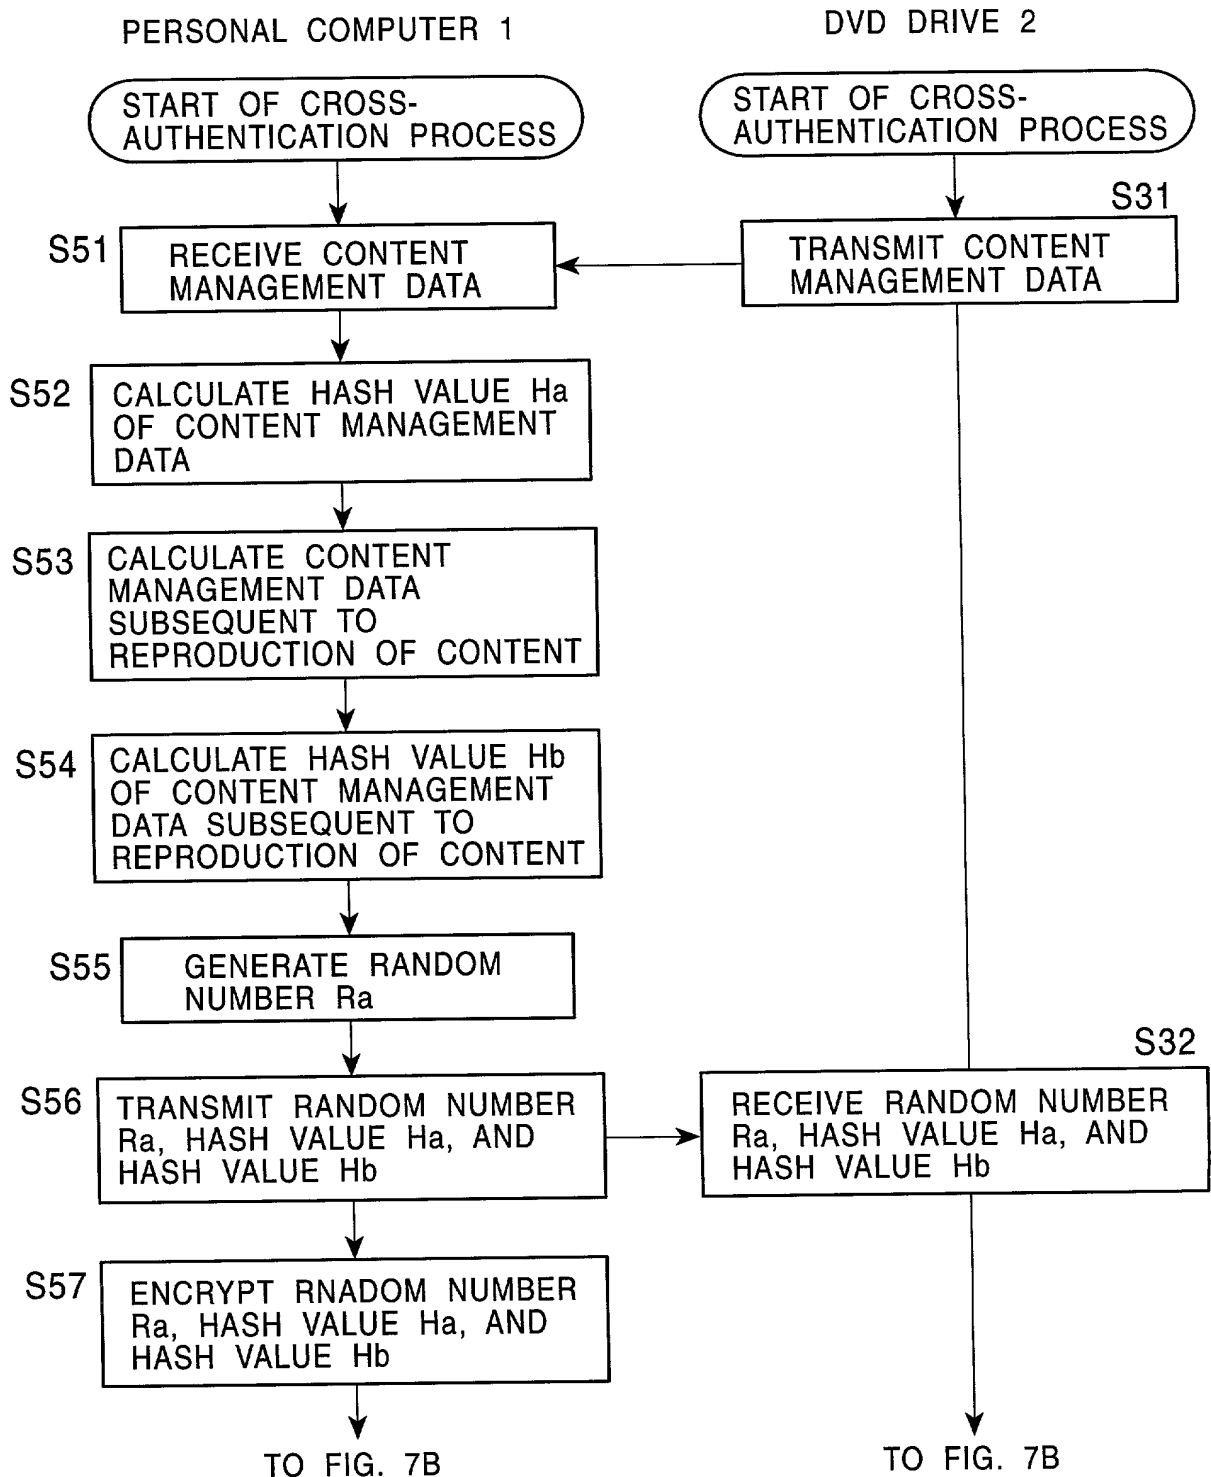 PERSONAL COMPUTER 1
DVD DRIVE 2
START OF CROSS-
AUTHENTICATION PROCESS
START OF CROSS-
AUTHENTICATION PROCESS
S31
S51
RECEIVE CONTENT
MANAGEMENT DATA
TRANSMIT CONTENT
MANAGEMENT DATA
S52
CALCULATE HASH VALUE Ha
OF CONTENT MANAGEMENT
DATA
S53
CALCULATE CONTENT
MANAGEMENT DATA
SUBSEQUENT TO
REPRODUCTION OF CONTENT
S54
CALCULATE HASH VALUE Hb
OF CONTENT MANAGEMENT
DATA SUBSEQUENT TO
REPRODUCTION OF CONTENT
S55
GENERATE RANDOM
NUMBER Ra
S56
TRANSMIT RANDOM NUMBER
Ra, HASH VALUE Ha, AND
HASH VALUE Hb
S32
RECEIVE RANDOM NUMBER
Ra, HASH VALUE Ha, AND
HASH VALUE Hb
S57
ENCRYPT RNADOM NUMBER
Ra, HASH VALUE Ha, AND
HASH VALUE Hb
TO FIG. 7B
TO FIG. 7B